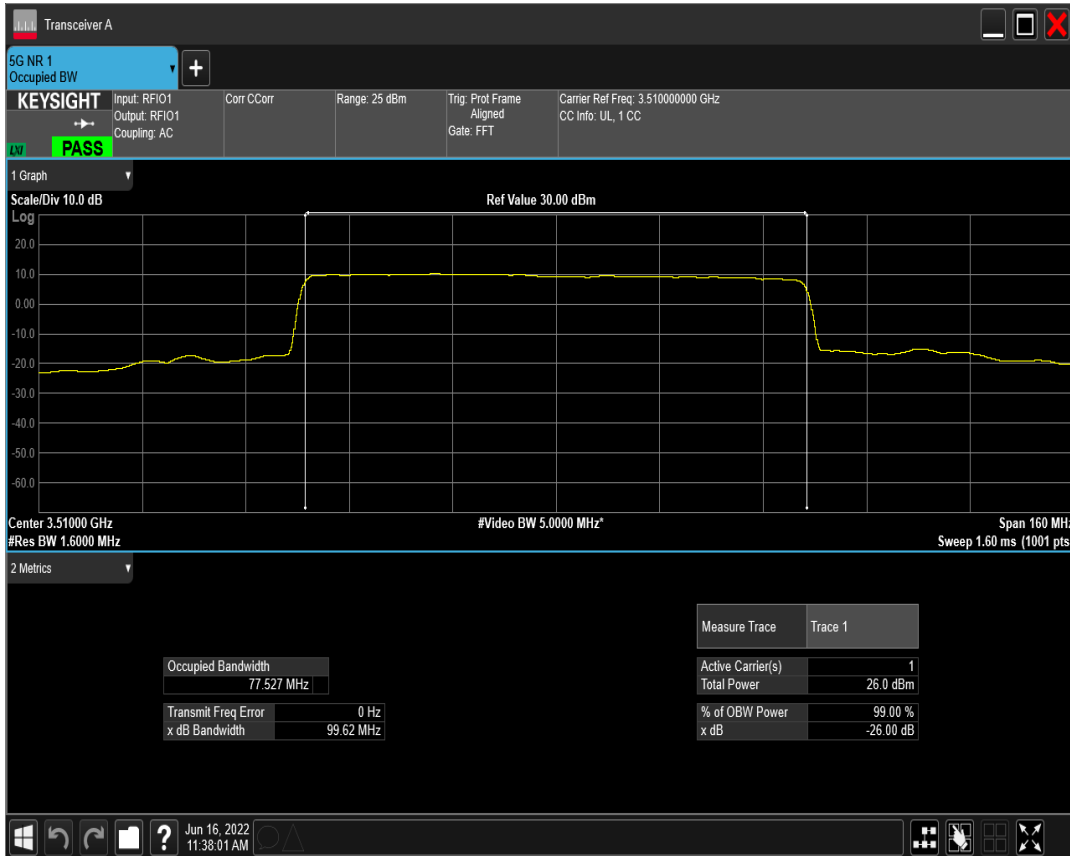 Transceiver A
5G NR 1
Occupied BW
KEYSIGHT
LXI
PASS
Input: RFIO1
Output: RFIO1
Coupling: AC
Corr CCorr
Range: 25 dBm
Trig: Prot Frame
Aligned
Gate: FFT
Carrier Ref Freq: 3.510000000 GHz
CC Info: UL, 1 CC
1 Graph
Scale/Div 10.0 dB
Ref Value 30.00 dBm
Log
20.0
10.0
0.00
-10.0
-20.0
-30.0
-40.0
-50.0
-60.0
Center 3.51000 GHz
#Video BW 5.0000 MHz*
Span 160 MHz
#Res BW 1.6000 MHz
Sweep 1.60 ms (1001 pts
2 Metrics
Measure Trace Trace 1
Occupied Bandwidth
77.527 MHz
Active Carrier(s) 1
Total Power 26.0 dBm
Transmit Freq Error 0 Hz
x dB Bandwidth 99.62 MHz
% of OBW Power 99.00 %
x dB -26.00 dB
?
Jun 16, 2022
11:38:01 AM